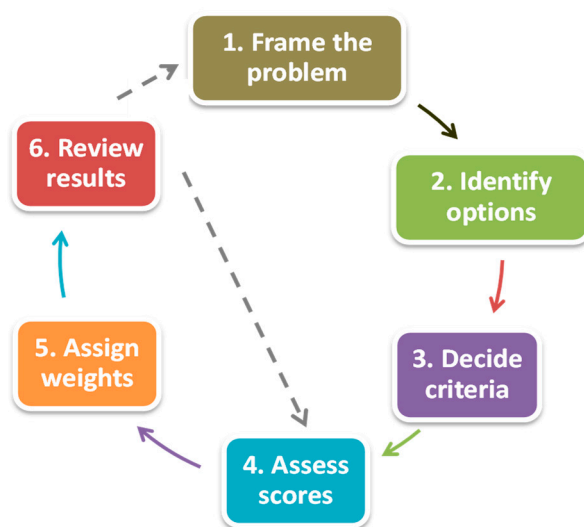 1. Frame the
problem
2. Identify
options
3. Decide
criteria
4. Assess
scores
5. Assign
weights
6. Review
results